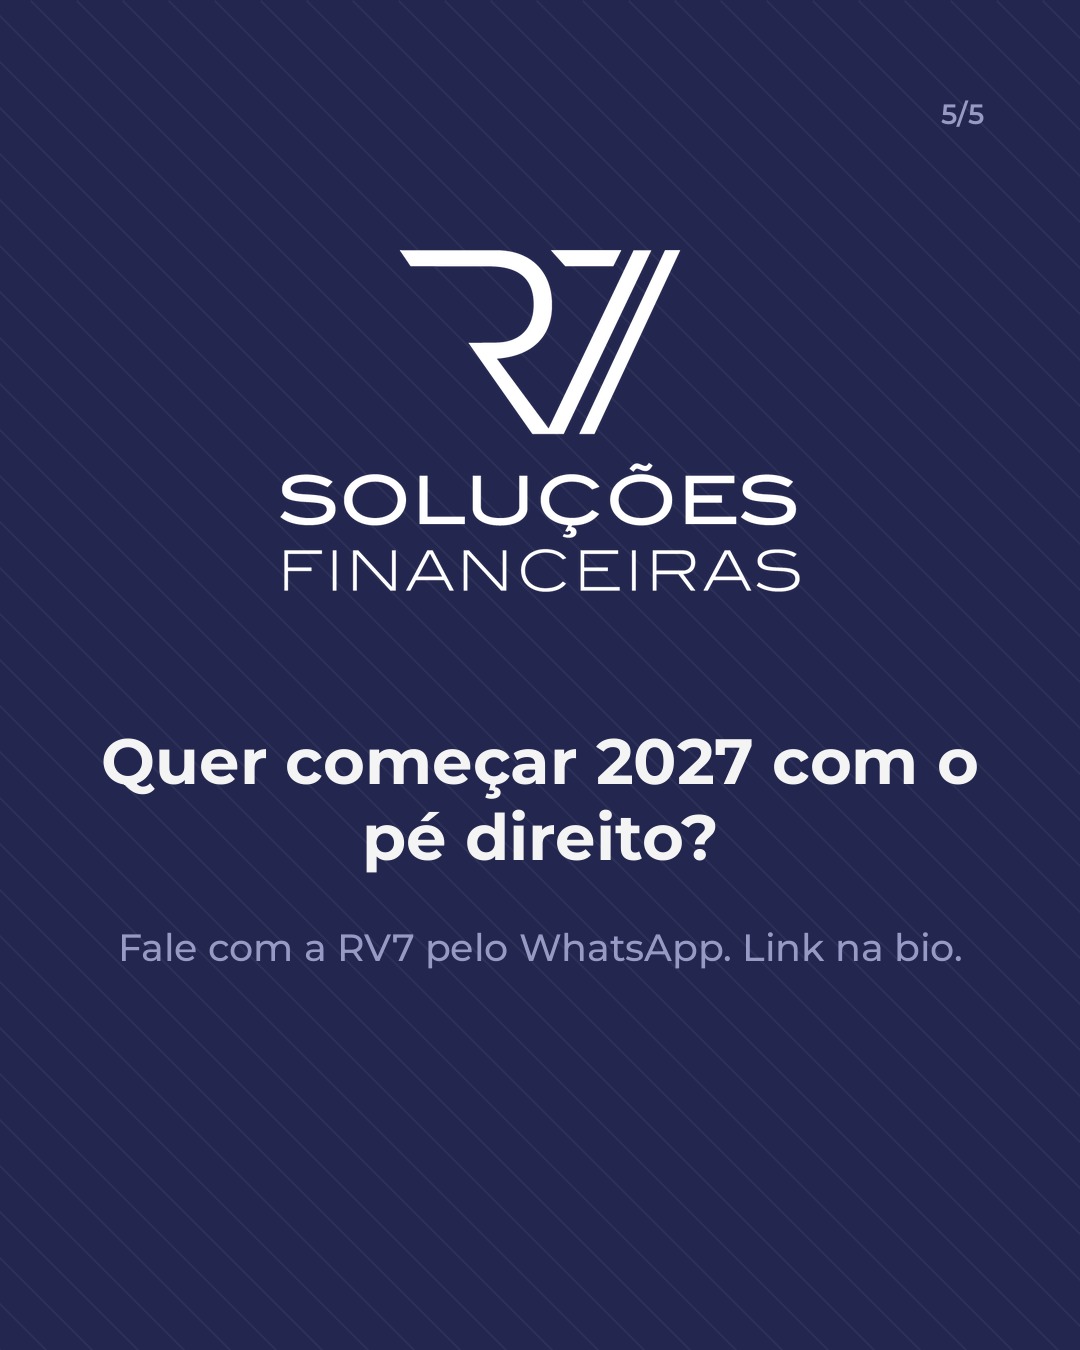 5/5
RV7
SOLUÇÕES
FINANCEIRAS
Quer começar 2027 com o
pé direito?
Fale com a RV7 pelo WhatsApp. Link na bio.